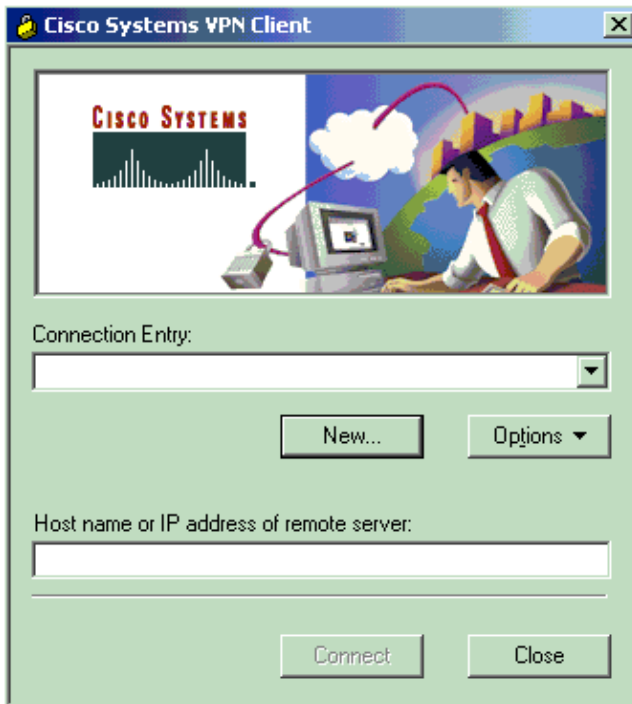 Cisco Systems VPN Client
CISCO SYSTEMS
Connection Entry:
New...
Options
Host name or IP address of remote server:
Connect
Close